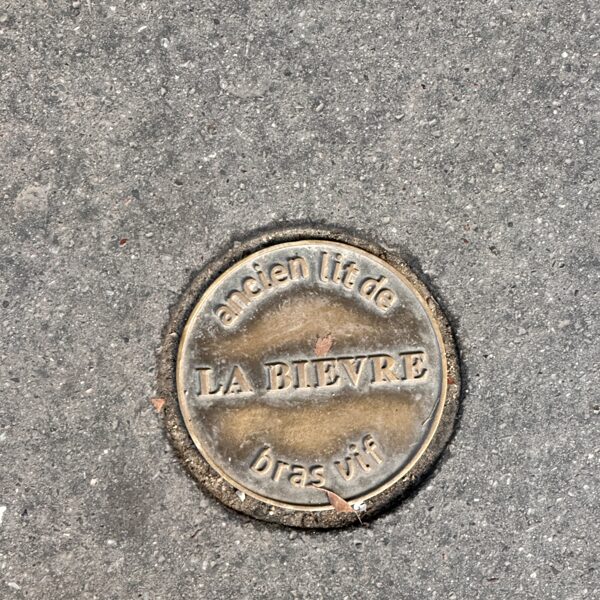 ancien lit de
LA BIEVRE
bras vif